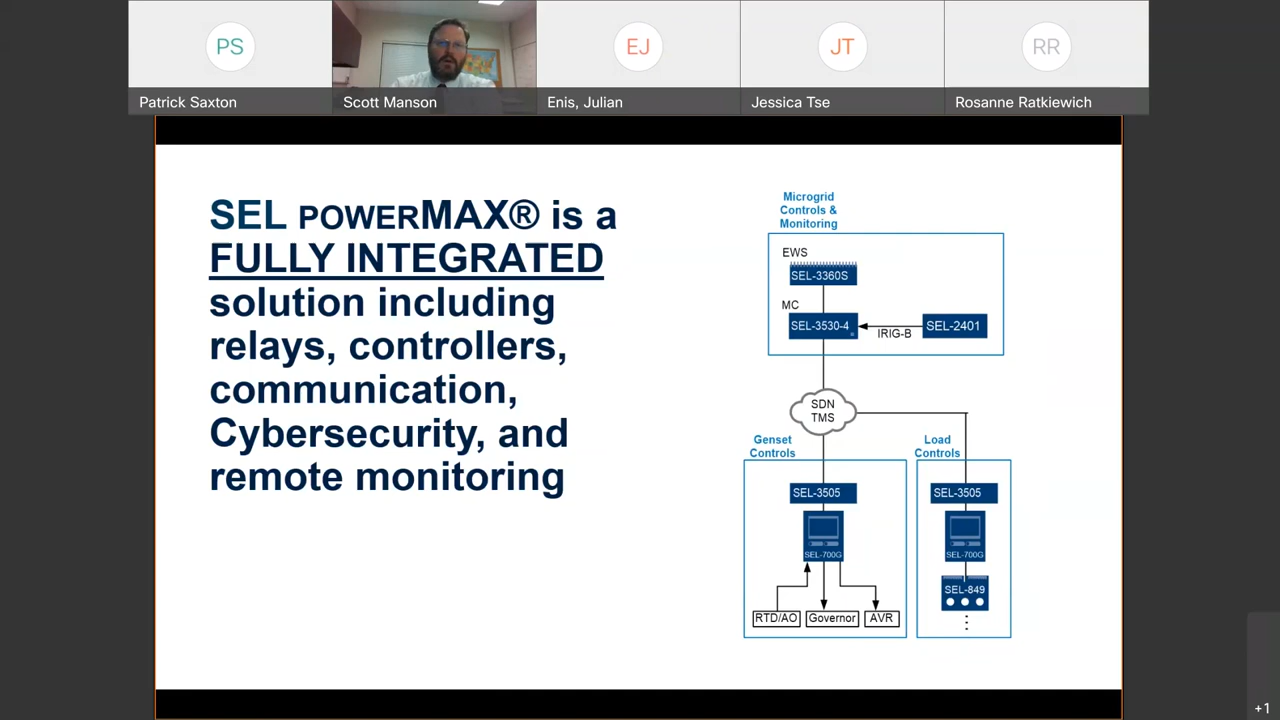 PS
EJ
JT
RR
Patrick Saxton
Scott Manson
Enis, Julian
Jessica Tse
Rosanne Ratkiewich
SEL POWERMAX® is a
FULLY INTEGRATED
solution including
relays, controllers,
communication,
Cybersecurity, and
remote monitoring
Microgrid
Controls &
Monitoring
EWS
SEL-3360S
MC
SEL-3530-4
IRIG-B
SEL-2401
SDN
TMS
Genset
Controls
SEL-3505
SEL-700G
RTD/AO
Governor
AVR
Load
Controls
SEL-3505
SEL-700G
SEL-849
+1